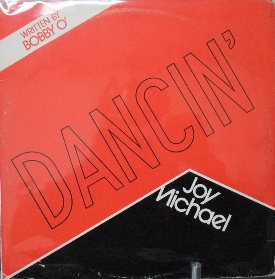 WRITTEN BY
BOBBY 'O'
DANCIN'
Joy
Michael